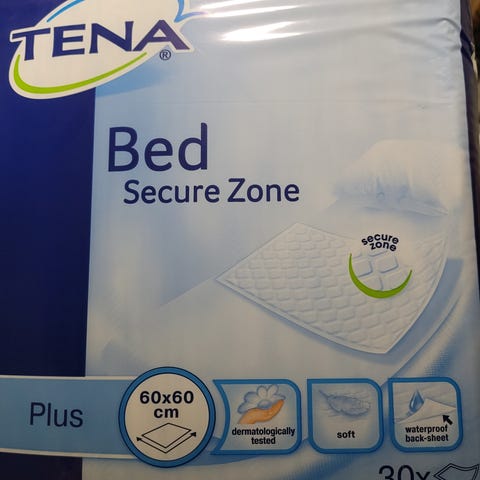 TENA®
Bed
Secure Zone
secure
zone
Plus
60x60
cm
dermatologically
tested
soft
waterproof
back-sheet
30x